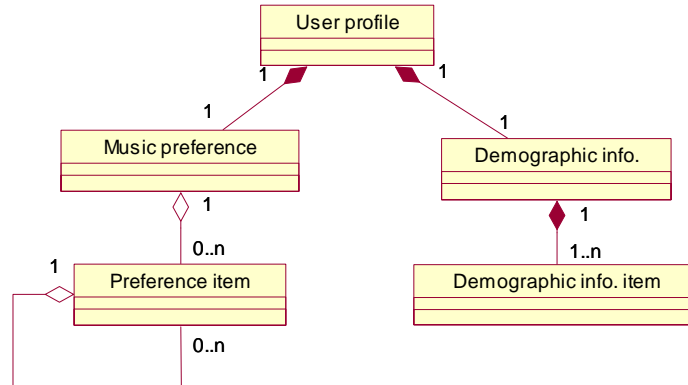 User profile
1
1
1
1
Music preference
Demographic info.
1
1
0..n
1..n
1
Preference item
Demographic info. item
0..n